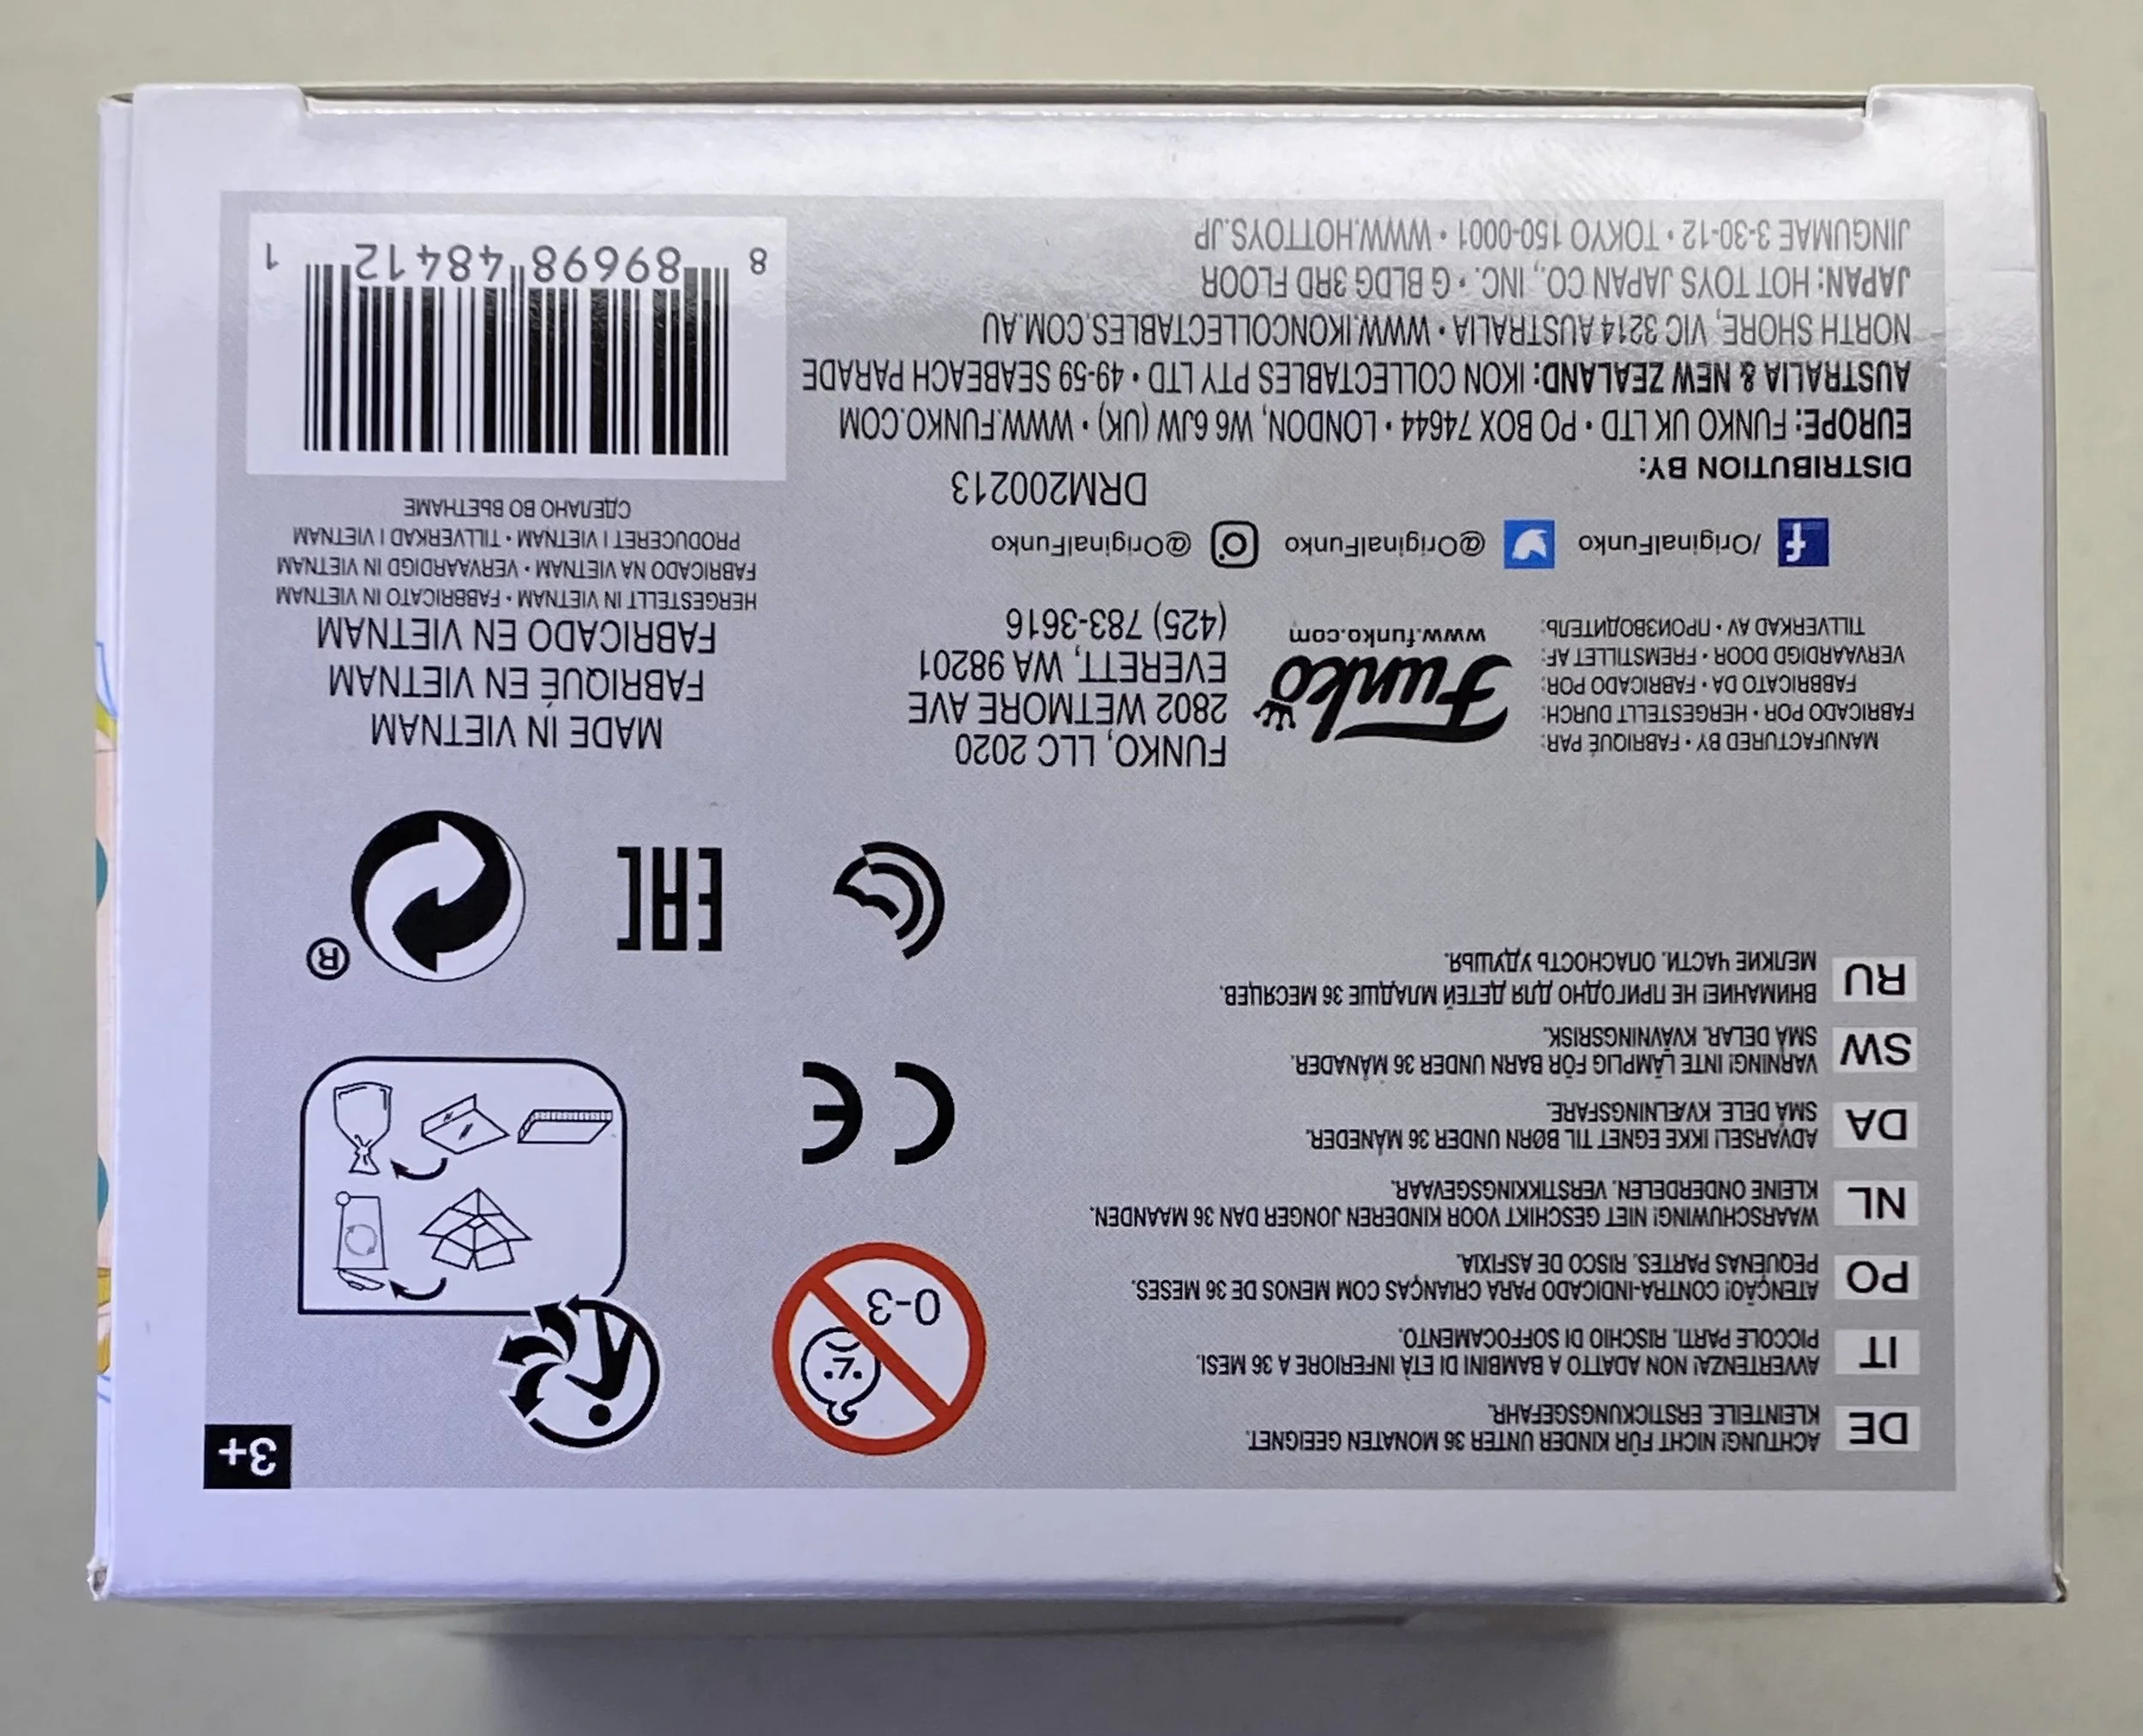 DE
ACHTUNG! NICHT FÜR KINDER UNTER 36 MONATEN GEEIGNET.
KLEINTEILE. ERSTICKUNGSGEFAHR.
IT
AVVERTENZA! NON ADATTO A BAMBINI DI ETÀ INFERIORE A 36 MESI.
PICCOLE PARTI. RISCHIO DI SOFFOCAMENTO.
PO
ATENÇÃO! CONTRA-INDICADO PARA CRIANÇAS COM MENOS DE 36 MESES.
PEQUENAS PARTES. RISCO DE ASFIXIA.
NL
WAARSCHUWING! NIET GESCHIKT VOOR KINDEREN JONGER DAN 36 MAANDEN.
KLEINE ONDERDELEN. VERSTIKKINGSGEVAAR.
DA
ADVARSEL! IKKE EGNET TIL BØRN UNDER 36 MÅNEDER.
SMÅ DELE. KVÆLNINGSFARE.
SW
VARNING! INTE LÄMPLIG FÖR BARN UNDER 36 MÅNADER.
SMÅ DELAR. KVÄVNINGSRISK.
RU
ВНИМАНИЕ! НЕ ПРИГОДНО ДЛЯ ДЕТЕЙ МЛАДШЕ 36 МЕСЯЦЕВ.
МЕЛКИЕ ЧАСТИ. ОПАСНОСТЬ УДУШЬЯ.
0-3
3+
CE
EAC
®
MANUFACTURED BY • FABRIQUÉ PAR:
FABRICADO POR • HERGESTELLT DURCH:
FABBRICATO DA • FABRICADO POR:
VERVAARDIGD DOOR • FREMSTILLET AF:
TILLVERKAD AV • ПРОИЗВОДИТЕЛЬ:
Funko
www.funko.com
FUNKO, LLC 2020
2802 WETMORE AVE
EVERETT, WA 98201
(425) 783-3616
/OriginalFunko
@OriginalFunko
@OriginalFunko
DRM200213
DISTRIBUTION BY:
EUROPE: FUNKO UK LTD • PO BOX 74644 • LONDON, W6 6JW (UK) • WWW.FUNKO.COM
AUSTRALIA & NEW ZEALAND: IKON COLLECTABLES PTY LTD • 49-59 SEABEACH PARADE
NORTH SHORE, VIC 3214 AUSTRALIA • WWW.IKONCOLLECTABLES.COM.AU
JAPAN: HOT TOYS JAPAN CO., INC. • G BLDG 3RD FLOOR
JINGUMAE 3-30-12 • TOKYO 150-0001 • WWW.HOTTOYS.JP
MADE IN VIETNAM
FABRIQUÉ EN VIETNAM
FABRICADO EN VIETNAM
HERGESTELLT IN VIETNAM • FABBRICATO IN VIETNAM
FABRICADO NA VIETNAM • VERVAARDIGD IN VIETNAM
PRODUCERET I VIETNAM • TILLVERKAD I VIETNAM
СДЕЛАНО ВО ВЬЕТНАМЕ
8 89698 48412 1